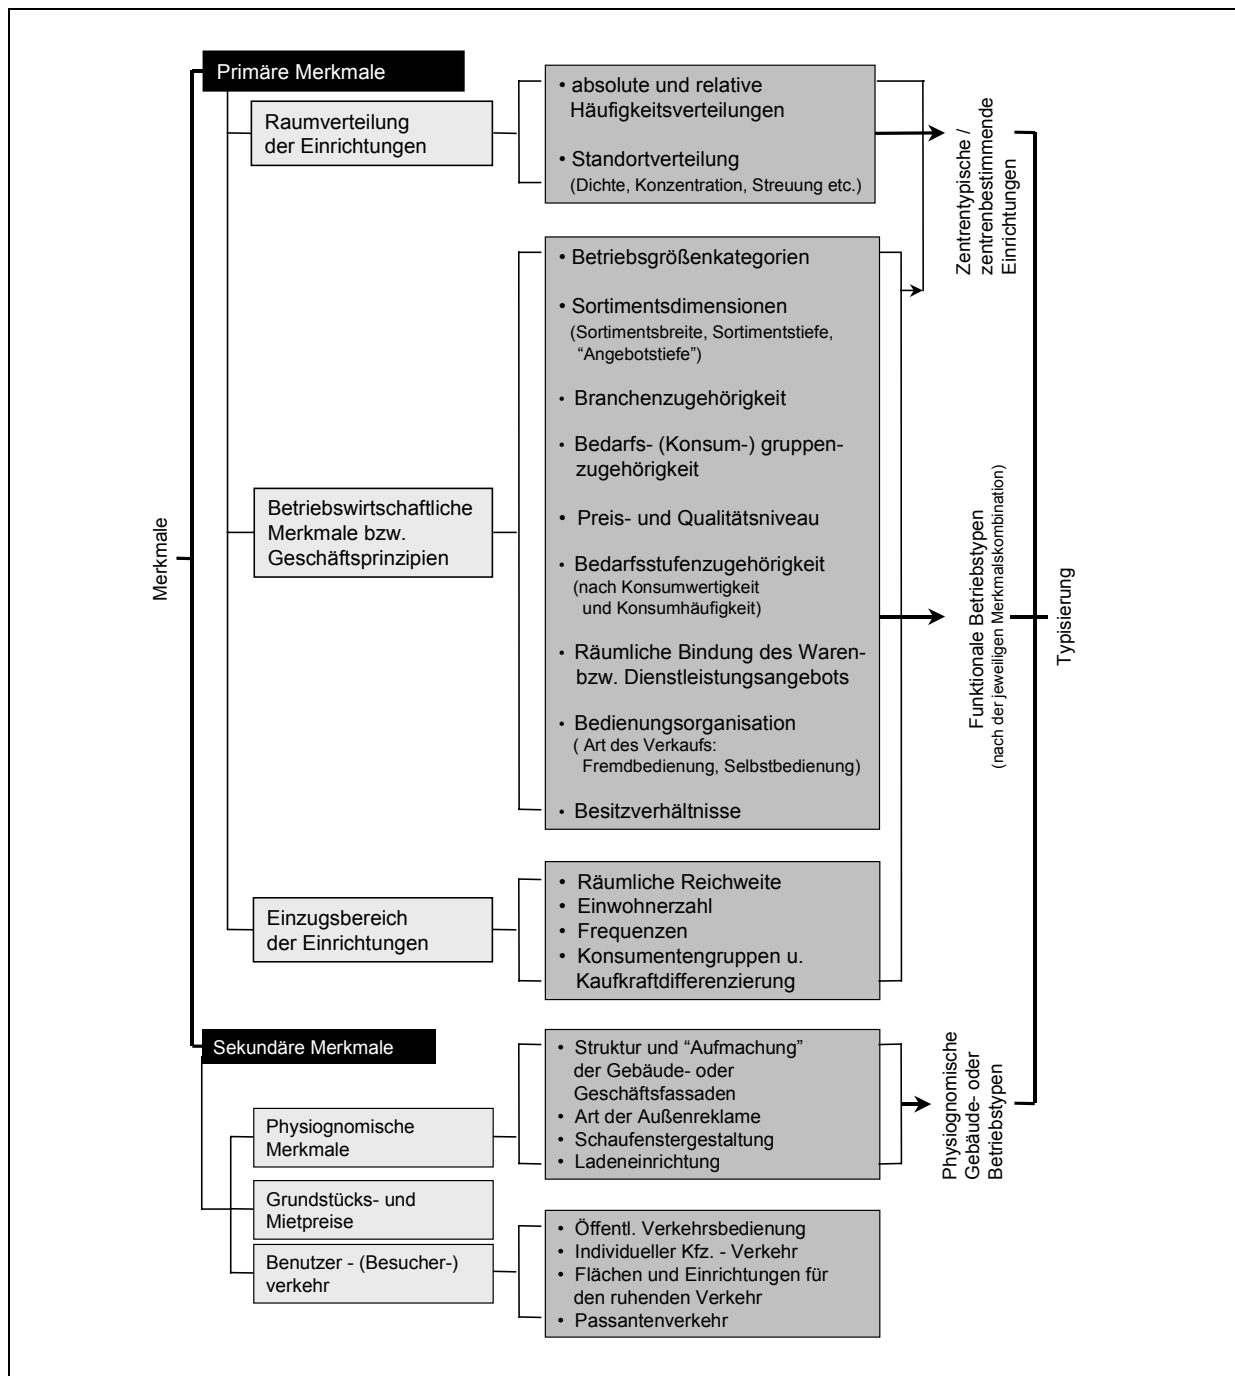 Merkmale
Primäre Merkmale
Raumverteilung
der Einrichtungen
• absolute und relative
Häufigkeitsverteilungen
• Standortverteilung
(Dichte, Konzentration, Streuung etc.)
Betriebswirtschaftliche
Merkmale bzw.
Geschäftsprinzipien
• Betriebsgrößenkategorien
• Sortimentsdimensionen
(Sortimentsbreite, Sortimentstiefe,
“Angebotstiefe”)
• Branchenzugehörigkeit
• Bedarfs- (Konsum-) gruppen-
zugehörigkeit
• Preis- und Qualitätsniveau
• Bedarfsstufenzugehörigkeit
(nach Konsumwertigkeit
und Konsumhäufigkeit)
• Räumliche Bindung des Waren-
bzw. Dienstleistungsangebots
• Bedienungsorganisation
( Art des Verkaufs:
Fremdbedienung, Selbstbedienung)
• Besitzverhältnisse
Einzugsbereich
der Einrichtungen
• Räumliche Reichweite
• Einwohnerzahl
• Frequenzen
• Konsumentengruppen u.
Kaufkraftdifferenzierung
Sekundäre Merkmale
Physiognomische
Merkmale
• Struktur und “Aufmachung”
der Gebäude- oder
Geschäftsfassaden
• Art der Außenreklame
• Schaufenstergestaltung
• Ladeneinrichtung
Grundstücks- und
Mietpreise
Benutzer - (Besucher-)
verkehr
• Öffentl. Verkehrsbedienung
• Individueller Kfz. - Verkehr
• Flächen und Einrichtungen für
den ruhenden Verkehr
• Passantenverkehr
Zentrentypische /
zentrenbestimmende
Einrichtungen
Funktionale Betriebstypen
(nach der jeweiligen Merkmalskombination)
Physiognomische
Gebäude- oder
Betriebstypen
Typisierung